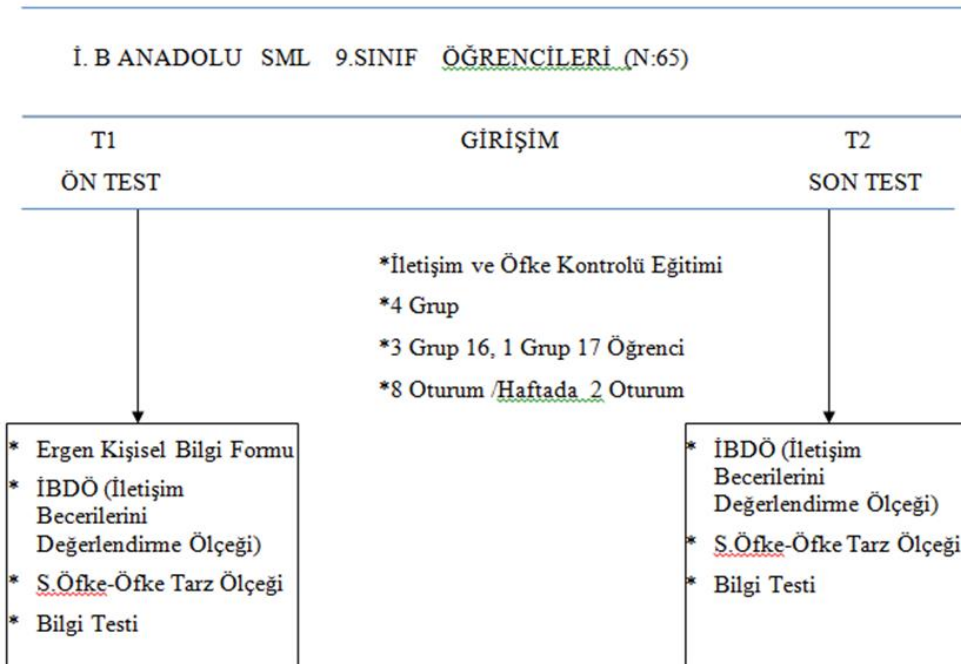 İ. B ANADOLU SML 9.SINIF ÖĞRENCİLERİ (N:65)
T1
GİRİŞİM
T2
ÖN TEST
SON TEST
*İletişim ve Öfke Kontrolü Eğitimi
*4 Grup
*3 Grup 16, 1 Grup 17 Öğrenci
*8 Oturum /Haftada 2 Oturum
* Ergen Kişisel Bilgi Formu
* İBDÖ (İletişim
Becerilerini
Değerlendirme Ölçeği)
* S.Öfke-Öfke Tarz Ölçeği
* Bilgi Testi
* İBDÖ (İletişim
Becerilerini
Değerlendirme Ölçeği)
* S.Öfke-Öfke Tarz Ölçeği
* Bilgi Testi